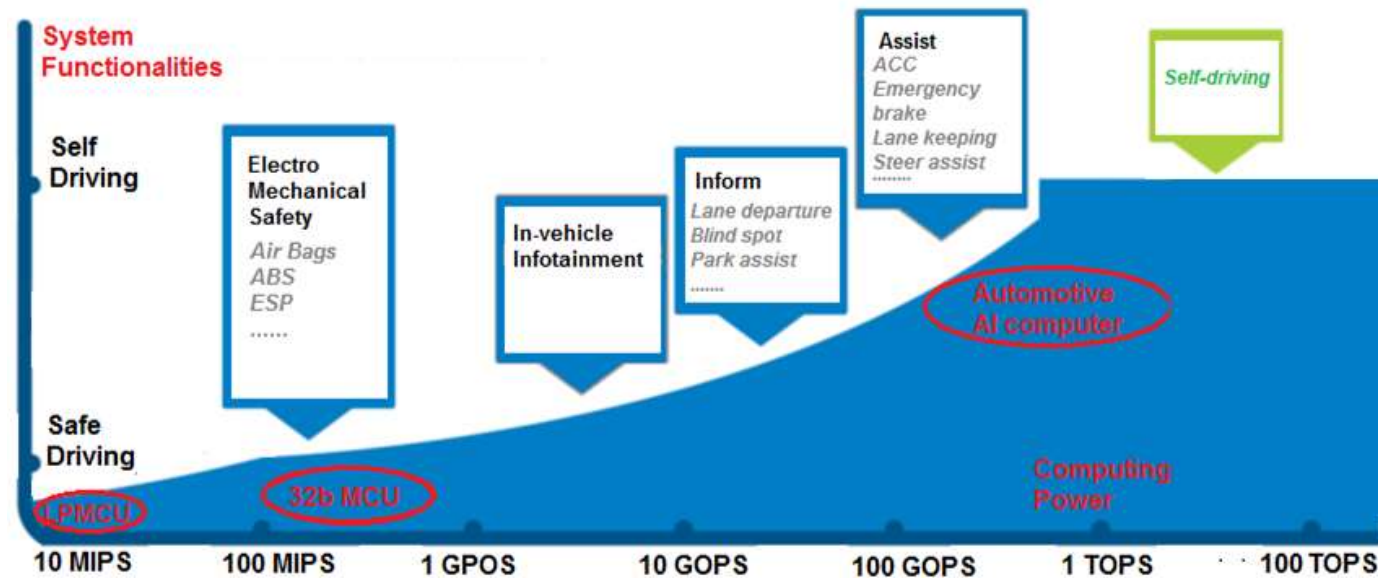 System
Functionalities
Self
Driving
Safe
Driving
Electro
Mechanical
Safety
Air Bags
ABS
ESP
......
In-vehicle
Infotainment
Inform
Lane departure
Blind spot
Park assist
.......
Assist
ACC
Emergency
brake
Lane keeping
Steer assist
........
Self-driving
LPMCU
32b MCU
Automotive
AI computer
Computing
Power
10 MIPS
100 MIPS
1 GPOS
10 GOPS
100 GOPS
1 TOPS
100 TOPS